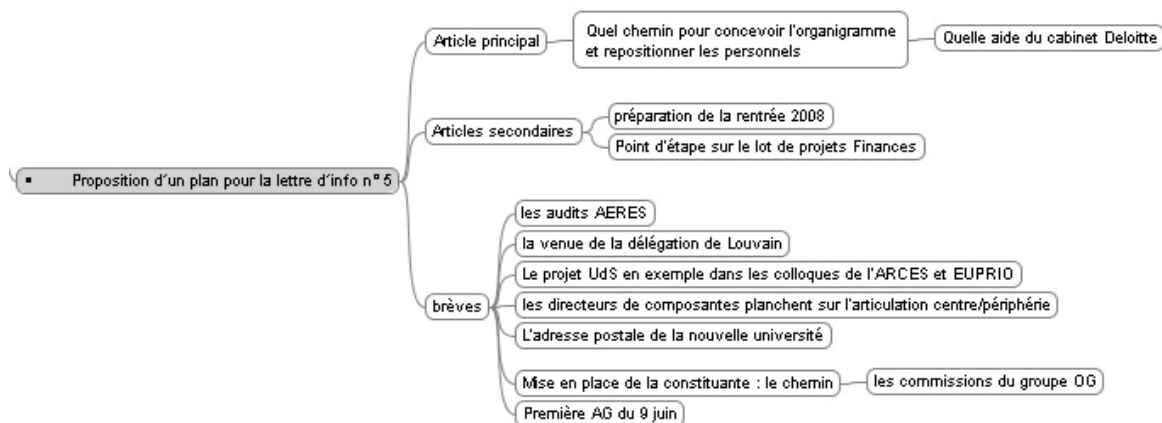 Proposition d'un plan pour la lettre d'info n° 5
Article principal
Quel chemin pour concevoir l'organigramme
et repositionner les personnels
Quelle aide du cabinet Deloitte
Articles secondaires
préparation de la rentrée 2008
Point d'étape sur le lot de projets Finances
brèves
les audits AERES
la venue de la délégation de Louvain
Le projet UdS en exemple dans les colloques de l'ARCES et EUPRIO
les directeurs de composantes planchent sur l'articulation centre/périphérie
L'adresse postale de la nouvelle université
Mise en place de la constituante : le chemin
les commissions du groupe OG
Première AG du 9 juin